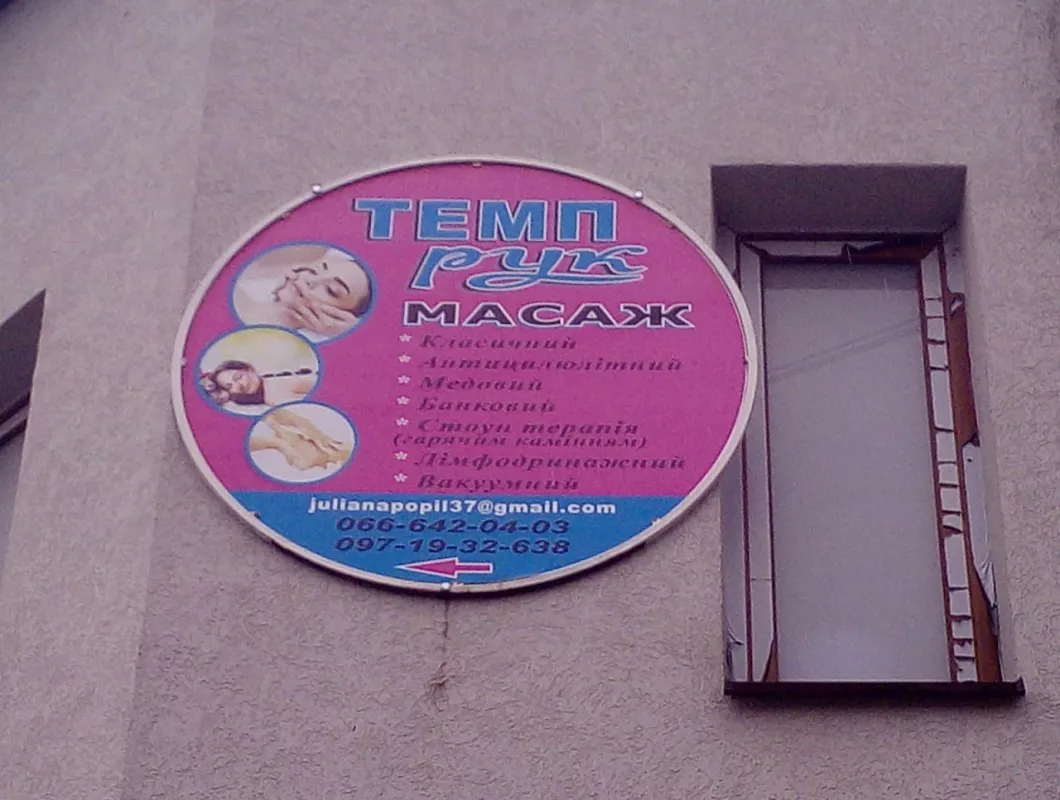 ТЕМП
рук
МАСАЖ
* Класичний
* Антицилюлітний
* Медовий
* Банковий
* Стоун терапія
(гарячим камінням)
* Лімфодринажний
* Вакуумний
julianapopil37@gmail.com
066-642-04-03
097-19-32-638